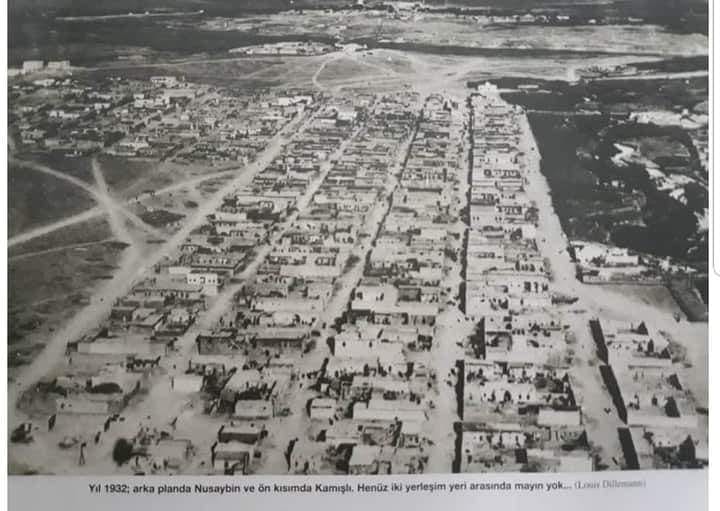 Yıl 1932; arka planda Nusaybin ve ön kısımda Kamışlı. Henüz iki yerleşim yeri arasında mayın yok... (Louis Dillemann)